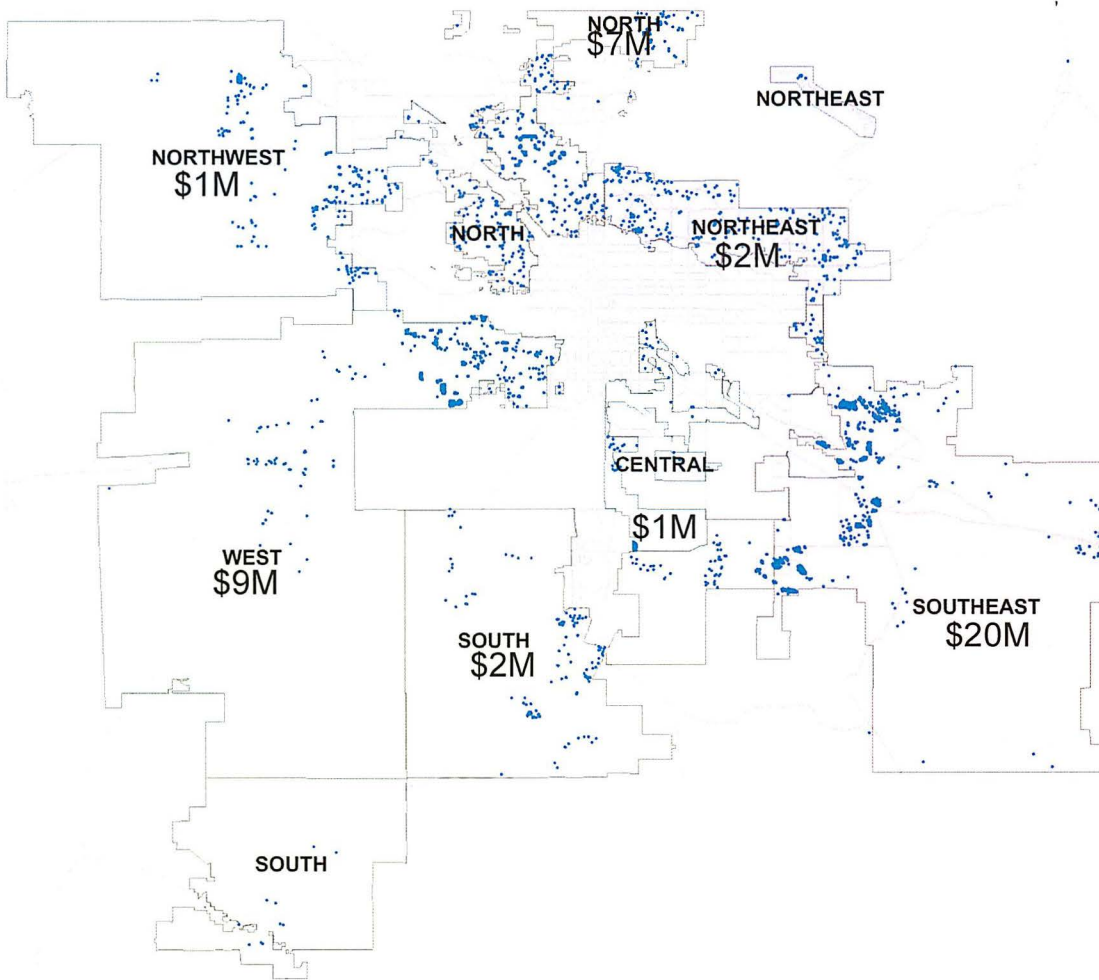 NORTH
$7M
NORTHEAST
NORTHWEST
$1M
NORTH
NORTHEAST
$2M
CENTRAL
$1M
WEST
$9M
SOUTH
$2M
SOUTHEAST
$20M
SOUTH